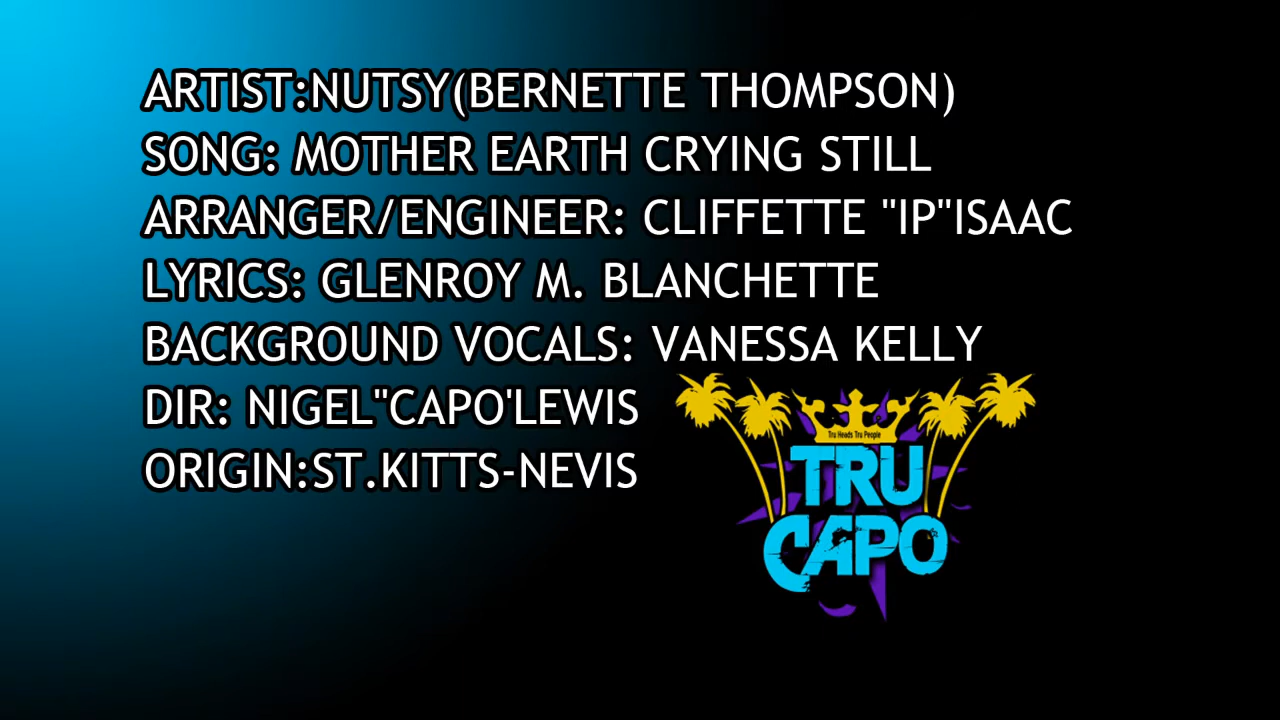 ARTIST:NUTSY(BERNETTE THOMPSON)
SONG: MOTHER EARTH CRYING STILL
ARRANGER/ENGINEER: CLIFFETTE "IP"ISAAC
LYRICS: GLENROY M. BLANCHETTE
BACKGROUND VOCALS: VANESSA KELLY
DIR: NIGEL"CAPO'LEWIS
ORIGIN:ST.KITTS-NEVIS
Tru Heads Tru People
TRU
CAPO